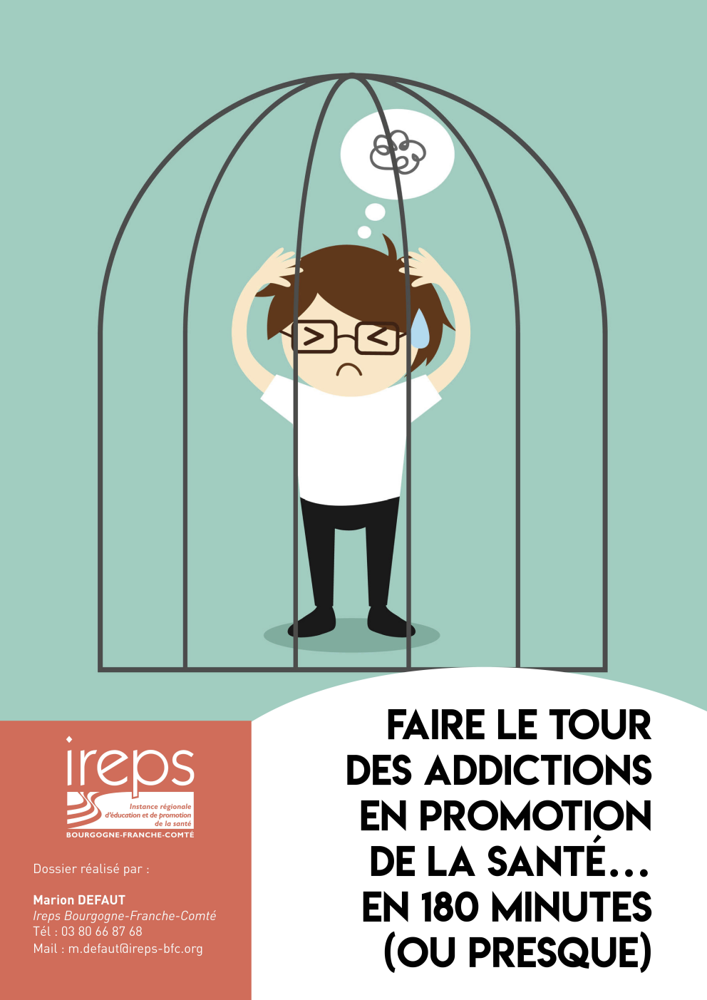 ireps
Instance régionale
d'éducation et de promotion
de la santé
BOURGOGNE-FRANCHE-COMTÉ
Dossier réalisé par :
Marion DEFAUT
Ireps Bourgogne-Franche-Comté
Tél : 03 80 66 87 68
Mail : m.defaut@ireps-bfc.org
FAIRE LE TOUR
DES ADDICTIONS
EN PROMOTION
DE LA SANTÉ...
EN 180 MINUTES
(OU PRESQUE)